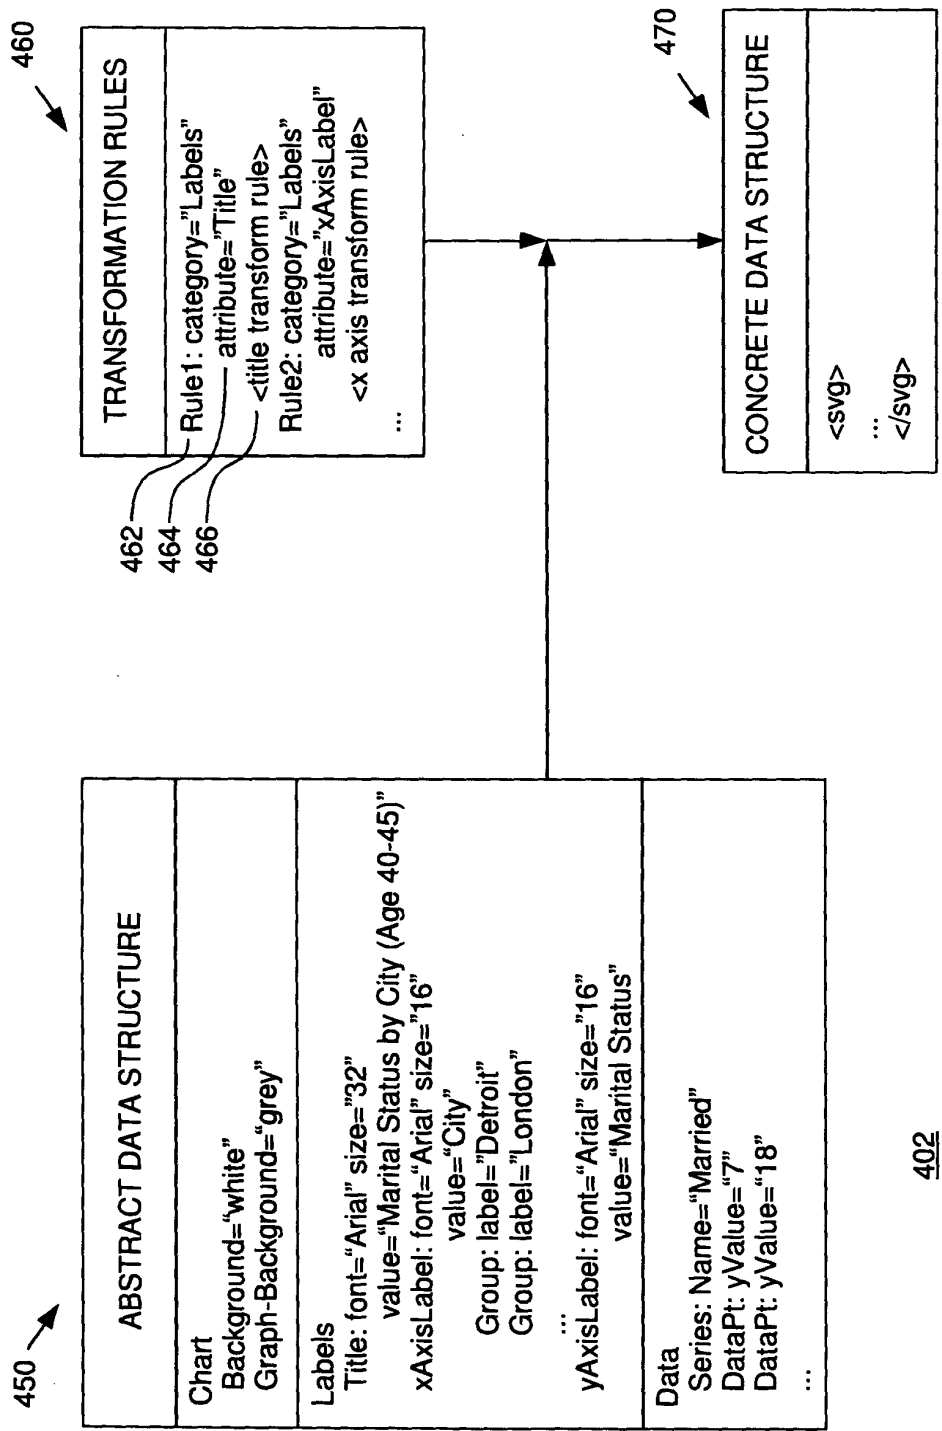 450
ABSTRACT DATA STRUCTURE
Chart
Background=“white”
Graph-Background=“grey”
Labels
Title: font=“Arial” size=”32”
value=“Marital Status by City (Age 40-45)”
xAxisLabel: font=“Arial” size=”16”
value=“City”
Group: label=”Detroit”
Group: label=”London”
...
yAxisLabel: font=“Arial” size=”16”
value=“Marital Status”
Data
Series: Name=“Married”
DataPt: yValue=“7”
DataPt: yValue=“18”
...
460
TRANSFORMATION RULES
462
Rule1: category=”Labels”
464
attribute=”Title”
466
<title transform rule>
Rule2: category=”Labels”
attribute=”xAxisLabel”
<x axis transform rule>
...
470
CONCRETE DATA STRUCTURE
<svg>
...
</svg>
402